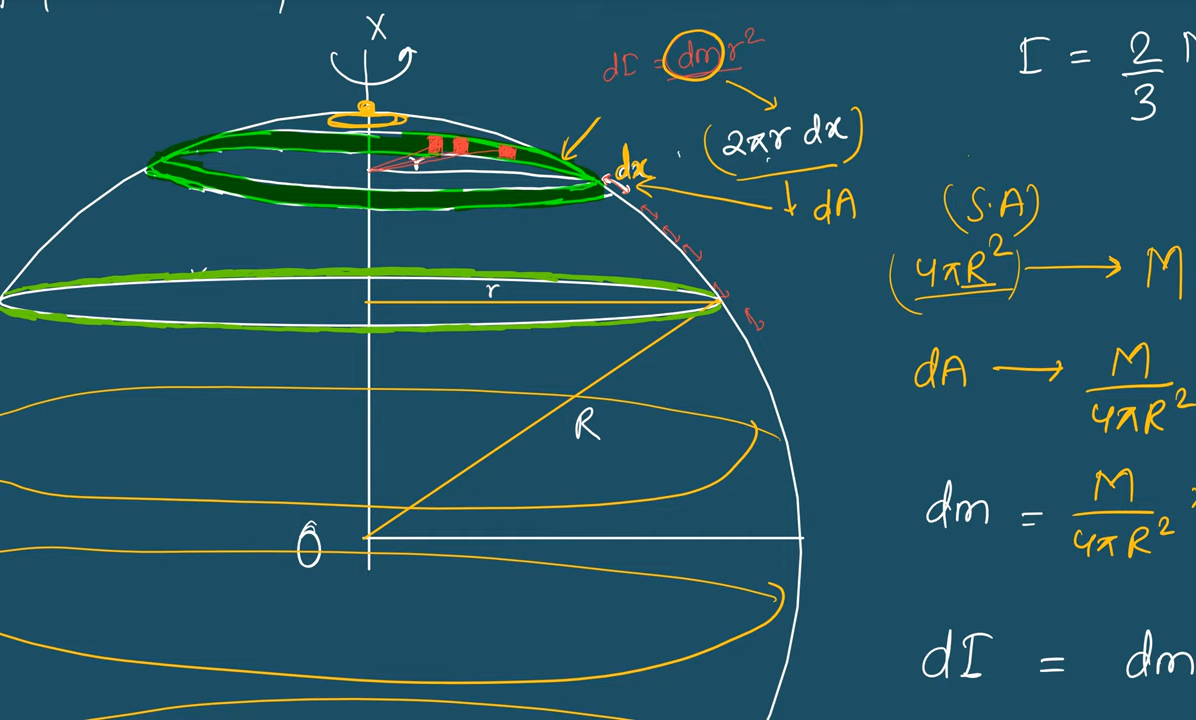 X
dI = dm r²
I = 2/3
(2πr dx)
r
dx
dA
(S.A)
(4πR²) → M
r
dA → M/4πR²
R
dm = M/4πR²
O
dI = dm